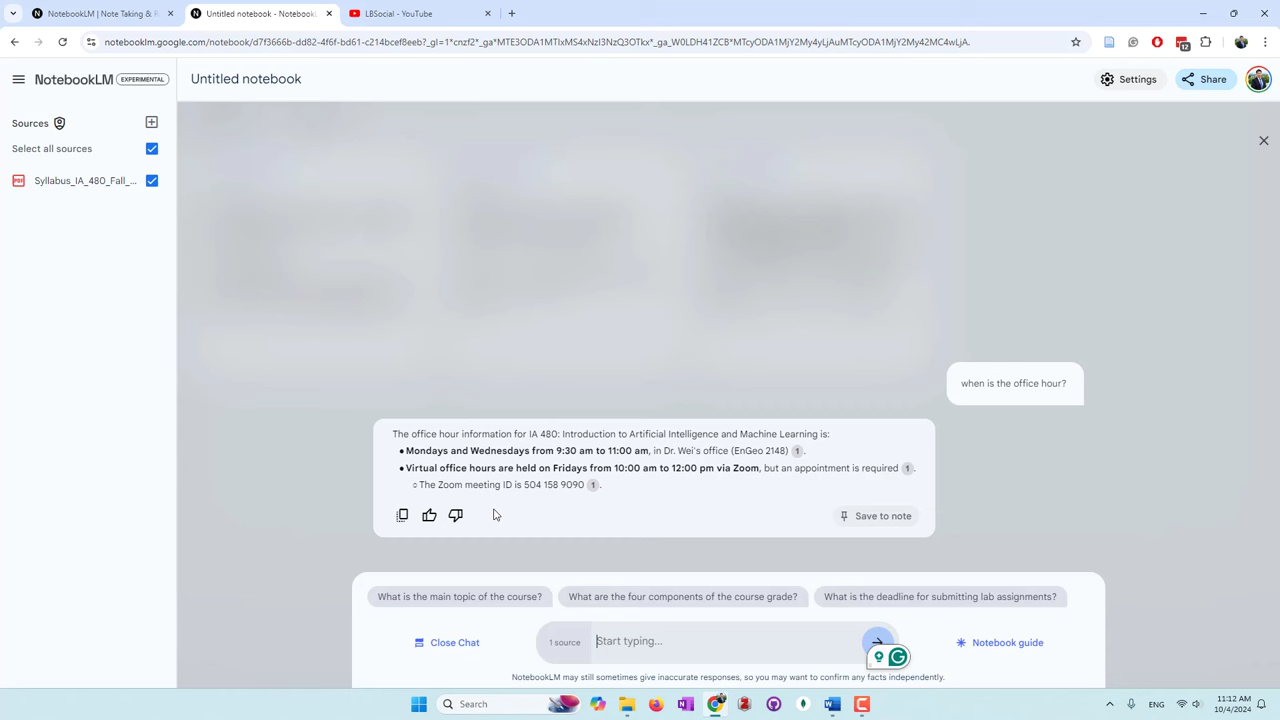 NotebookLM | Note Taking & R
Untitled notebook - NotebookL
LBSocial - YouTube
notebooklm.google.com/notebook/d7f3666b-dd82-4f6f-bd61-c214bcef8eeb?_gl=1*cnzf2*_ga*MTE3ODA1MTIxMS4xNzI3NzQ3OTkx*_ga_W0LDH41ZCB*MTcyODA1MjY2My4yLjAuMTcyODA1MjY2My42MC4wLjA.
12
NotebookLM EXPERIMENTAL
Untitled notebook
Settings
Share
Sources
Select all sources
PDF Syllabus_IA_480_Fall_...
when is the office hour?
The office hour information for IA 480: Introduction to Artificial Intelligence and Machine Learning is:
• Mondays and Wednesdays from 9:30 am to 11:00 am, in Dr. Wei's office (EnGeo 2148) 1.
• Virtual office hours are held on Fridays from 10:00 am to 12:00 pm via Zoom, but an appointment is required 1.
○ The Zoom meeting ID is 504 158 9090 1.
Save to note
What is the main topic of the course?
What are the four components of the course grade?
What is the deadline for submitting lab assignments?
Close Chat
1 source
Start typing...
Notebook guide
NotebookLM may still sometimes give inaccurate responses, so you may want to confirm any facts independently.
Search
ENG
11:12 AM
10/4/2024